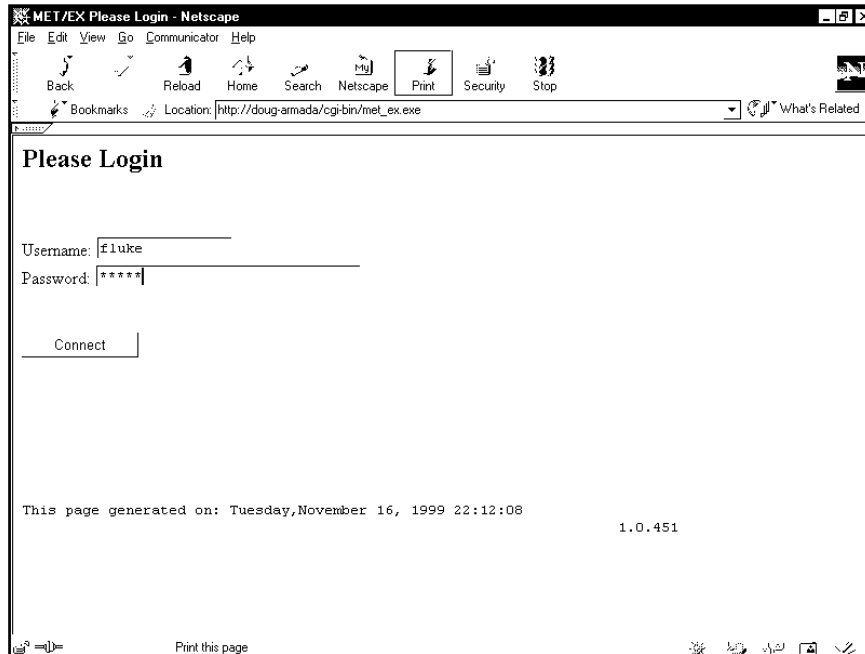 MET/EX Please Login - Netscape
File Edit View Go Communicator Help
Back Reload Home Search Netscape Print Security Stop
My
N
Bookmarks Location: http://doug-armada/cgi-bin/met_ex.exe What's Related
Please Login
Username: fluke
Password: *****
Connect
This page generated on: Tuesday,November 16, 1999 22:12:08
1.0.451
Print this page